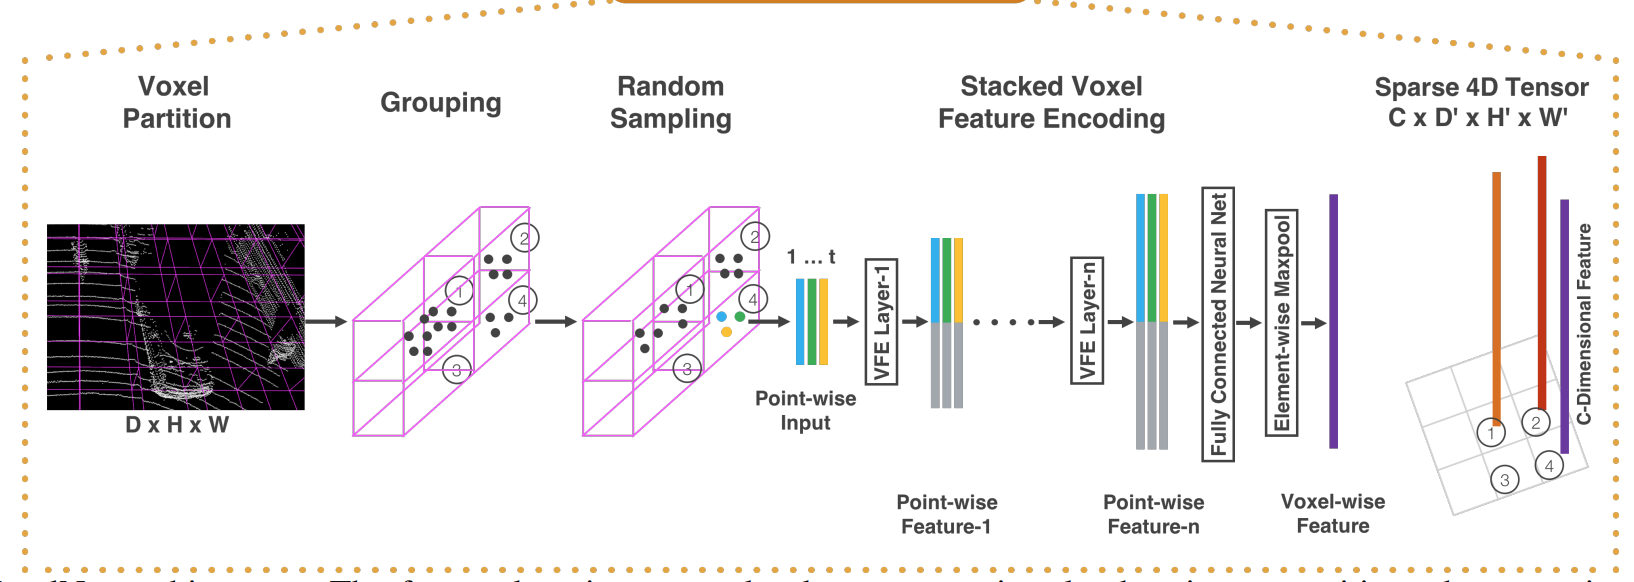 Voxel
Partition
Grouping
Random
Sampling
Stacked Voxel
Feature Encoding
Sparse 4D Tensor
C x D' x H' x W'
D x H x W
1
2
3
4
1
2
3
4
1 ... t
Point-wise
Input
VFE Layer-1
Point-wise
Feature-1
VFE Layer-n
Point-wise
Feature-n
Fully Connected Neural Net
Element-wise Maxpool
Voxel-wise
Feature
C-Dimensional Feature
1
2
3
4